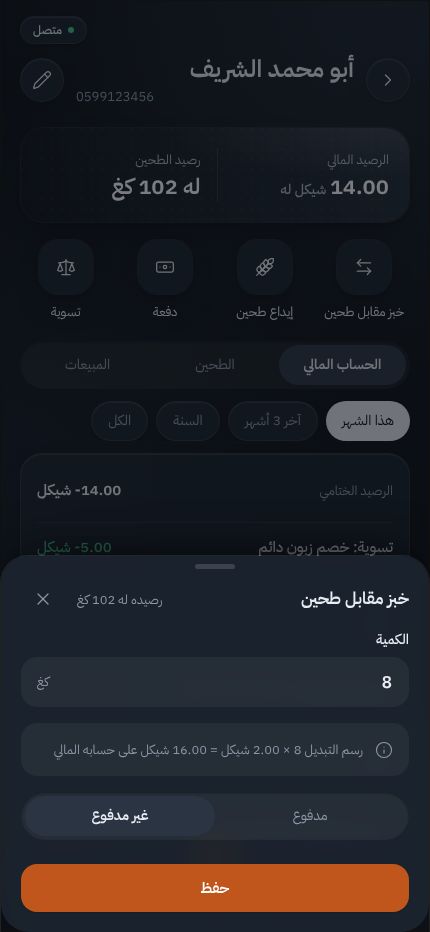 متصل
أبو محمد الشريف
0599123456
الرصيد المالي
14.00 شيكل له
رصيد الطحين
له 102 كغ
خبز مقابل طحين
إيداع طحين
دفعة
تسوية
الحساب المالي
الطحين
المبيعات
هذا الشهر
آخر 3 أشهر
السنة
الكل
الرصيد الختامي
14.00- شيكل
تسوية: خصم زبون دائم
5.00- شيكل
خبز مقابل طحين
رصيده له 102 كغ
الكمية
8
كغ
رسم التبديل 8 × 2.00 شيكل = 16.00 شيكل على حسابه المالي
مدفوع
غير مدفوع
حفظ